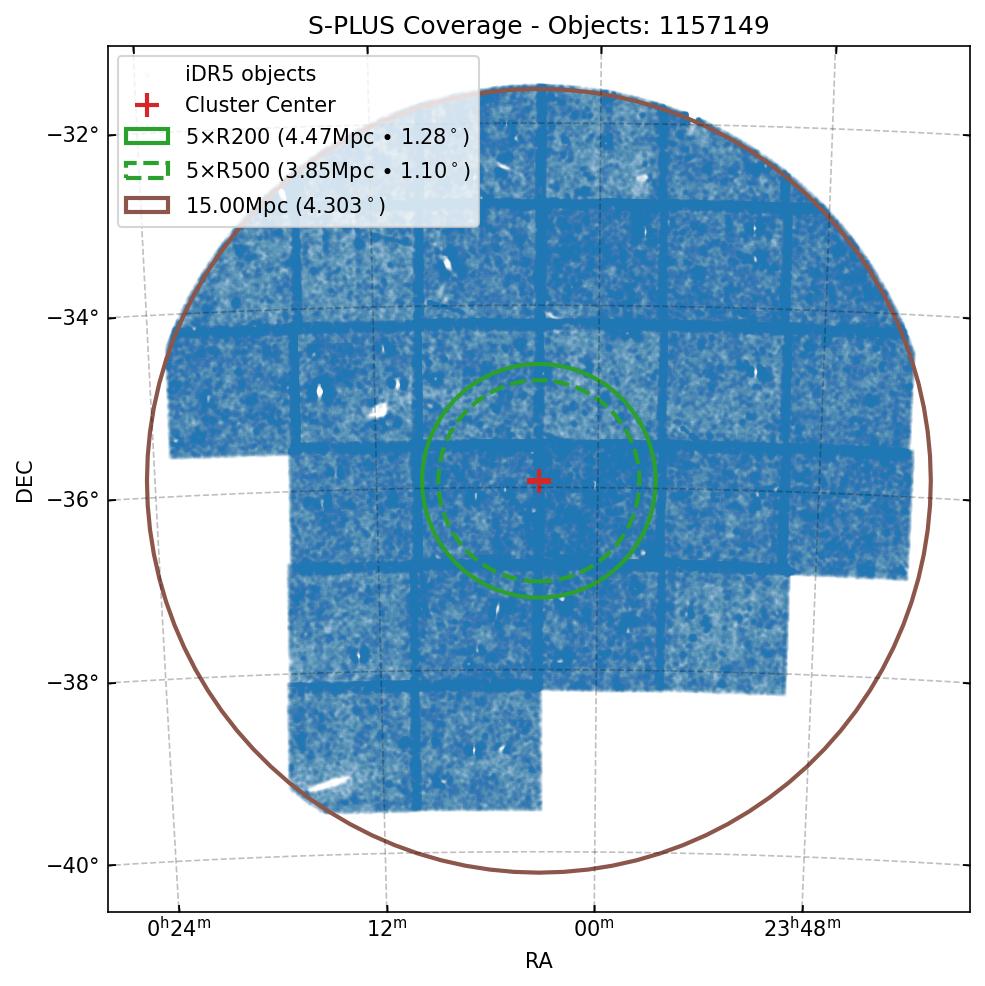 S-PLUS Coverage - Objects: 1157149
iDR5 objects
Cluster Center
5×R200 (4.47Mpc • 1.28°)
5×R500 (3.85Mpc • 1.10°)
15.00Mpc (4.303°)
−32°
−34°
−36°
−38°
−40°
DEC
0ʰ24ᵐ
12ᵐ
00ᵐ
23ʰ48ᵐ
RA